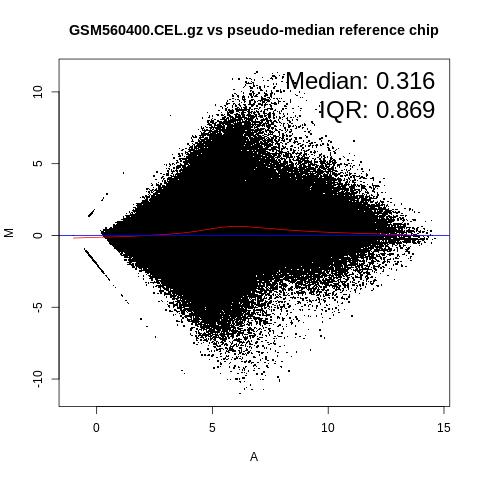 GSM560400.CEL.gz vs pseudo-median reference chip
Median: 0.316
IQR: 0.869
10
5
0
-5
-10
M
0 5 10 15
A